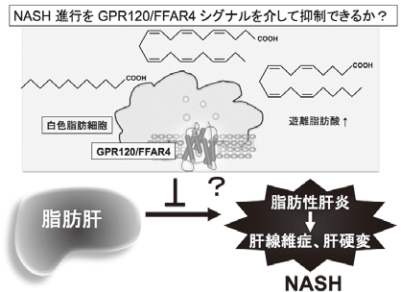 NASH 進行を GPR120/FFAR4 シグナルを介して抑制できるか？
COOH
COOH
COOH
白色脂肪細胞
遊離脂肪酸↑
GPR120/FFAR4
?
脂肪肝
脂肪性肝炎
肝線維症、肝硬変
NASH